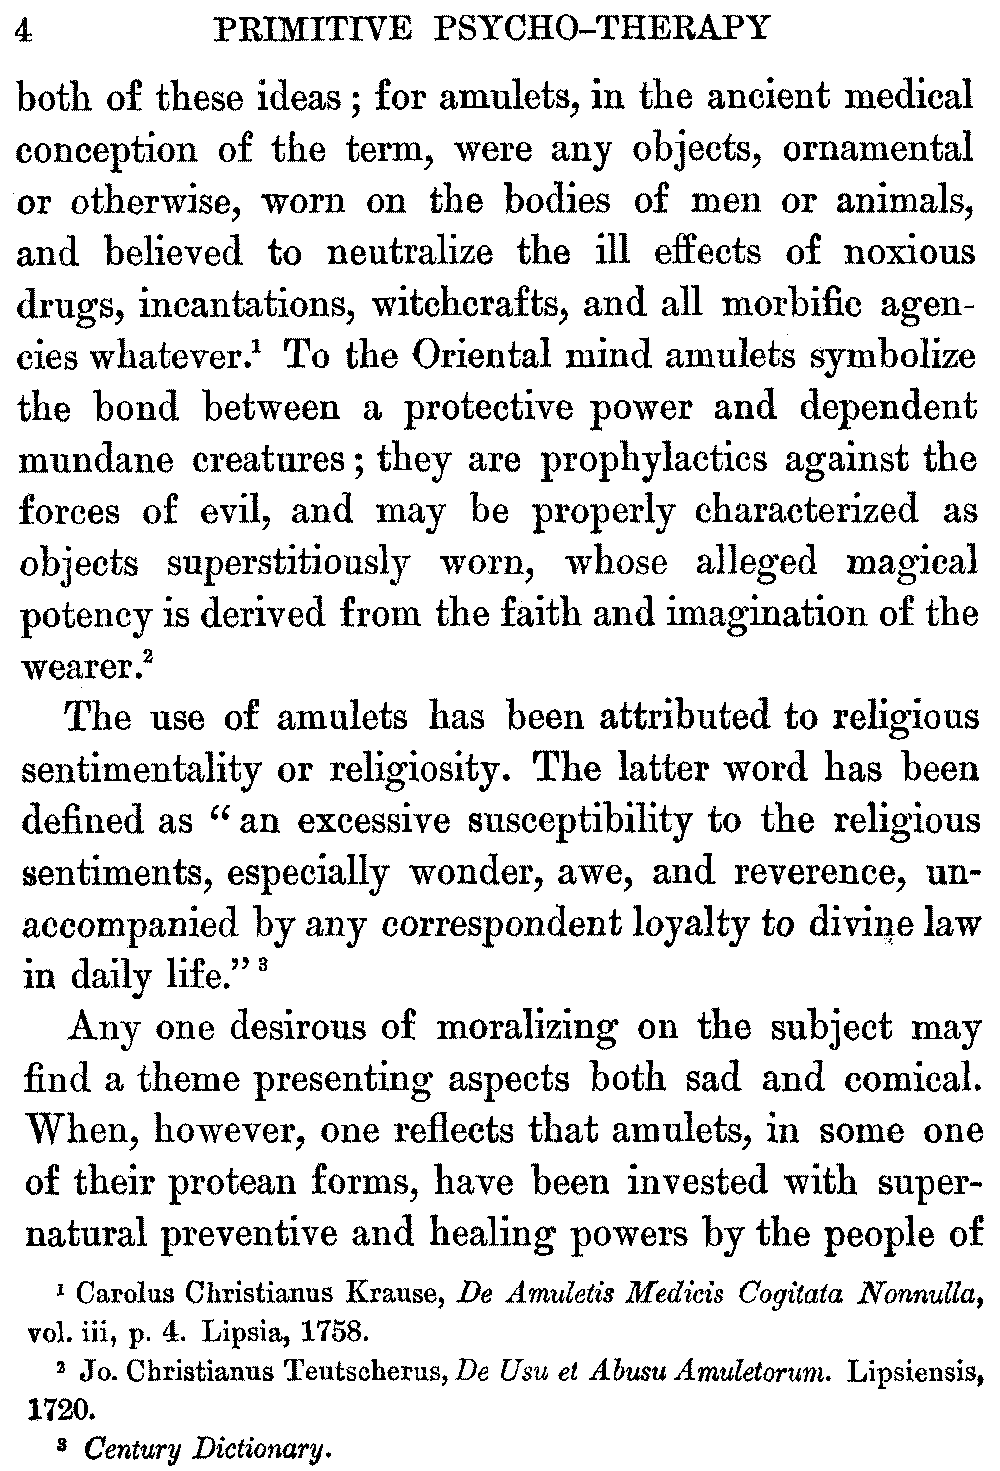 4 PRIMITIVE PSYCHO-THERAPY
both of these ideas; for amulets, in the ancient medical
conception of the term, were any objects, ornamental
or otherwise, worn on the bodies of men or animals,
and believed to neutralize the ill effects of noxious
drugs, incantations, witchcrafts, and all morbific agen-
cies whatever.¹ To the Oriental mind amulets symbolize
the bond between a protective power and dependent
mundane creatures; they are prophylactics against the
forces of evil, and may be properly characterized as
objects superstitiously worn, whose alleged magical
potency is derived from the faith and imagination of the
wearer.²
The use of amulets has been attributed to religious
sentimentality or religiosity. The latter word has been
defined as “an excessive susceptibility to the religious
sentiments, especially wonder, awe, and reverence, un-
accompanied by any correspondent loyalty to divine law
in daily life.” ³
Any one desirous of moralizing on the subject may
find a theme presenting aspects both sad and comical.
When, however, one reflects that amulets, in some one
of their protean forms, have been invested with super-
natural preventive and healing powers by the people of
¹ Carolus Christianus Krause, De Amuletis Medicis Cogitata Nonnulla,
vol. iii, p. 4. Lipsia, 1758.
² Jo. Christianus Teutscherus, De Usu et Abusu Amuletorum. Lipsiensis,
1720.
³ Century Dictionary.